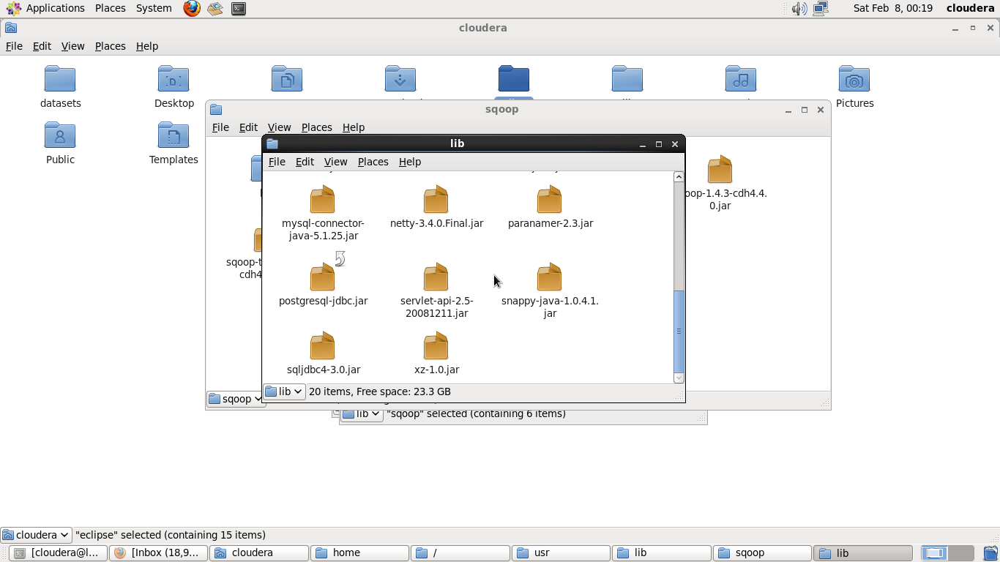 Applications Places System Sat Feb 8, 00:19 cloudera
cloudera
File Edit View Places Help
datasets Desktop Pictures
Public Templates
sqoop
File Edit View Places Help
oop-1.4.3-cdh4.4.
0.jar
sqoop-t
cdh4
lib
File Edit View Places Help
mysql-connector-
java-5.1.25.jar
netty-3.4.0.Final.jar
paranamer-2.3.jar
postgresql-jdbc.jar
servlet-api-2.5-
20081211.jar
snappy-java-1.0.4.1.
jar
sqljdbc4-3.0.jar
xz-1.0.jar
lib 20 items, Free space: 23.3 GB
sqoop
lib "sqoop" selected (containing 6 items)
cloudera "eclipse" selected (containing 15 items)
[cloudera@l... [Inbox (18,9... cloudera home / usr lib sqoop lib